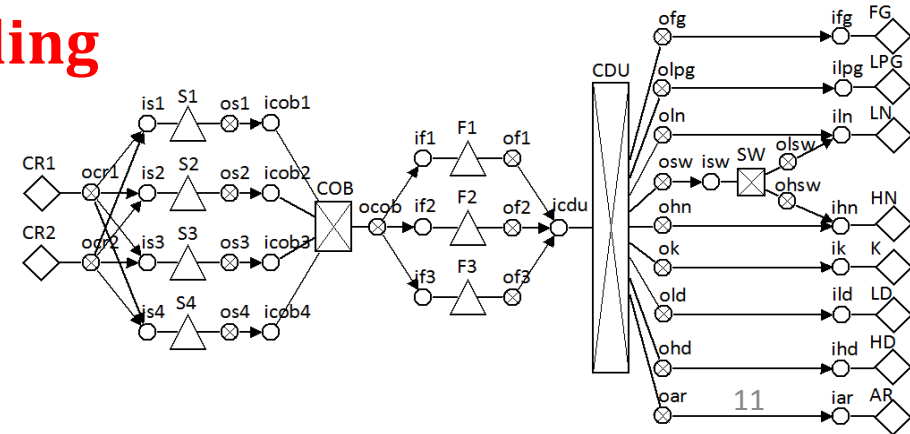 ling
ofg
ifg
FG
CDU
olpg
ilpg
LPG
is1
S1
os1
icob1
oln
iln
LN
if1
F1
of1
olsw
CR1
ocr1
is2
S2
os2
icob2
COB
osw
isw
SW
ohsw
ocob
if2
F2
of2
icdu
ohn
ihn
HN
CR2
ocr2
is3
S3
os3
icob3
ok
ik
K
if3
F3
of3
is4
S4
os4
icob4
old
ild
LD
ohd
ihd
HD
oar
11
iar
AR